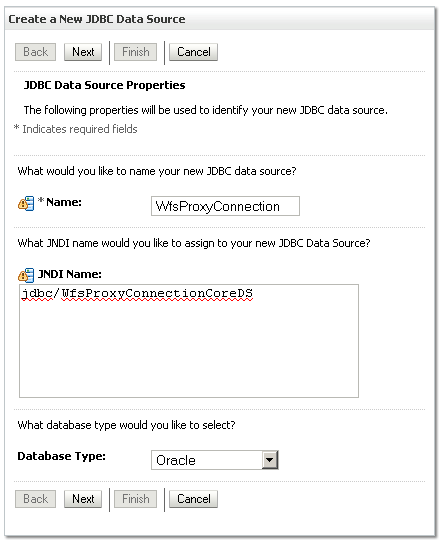 Create a New JDBC Data Source
Back Next Finish Cancel
JDBC Data Source Properties
The following properties will be used to identify your new JDBC data source.
* Indicates required fields
What would you like to name your new JDBC data source?
* Name: WfsProxyConnection
What JNDI name would you like to assign to your new JDBC Data Source?
JNDI Name:
jdbc/WfsProxyConnectionCoreDS
What database type would you like to select?
Database Type: Oracle
Back Next Finish Cancel